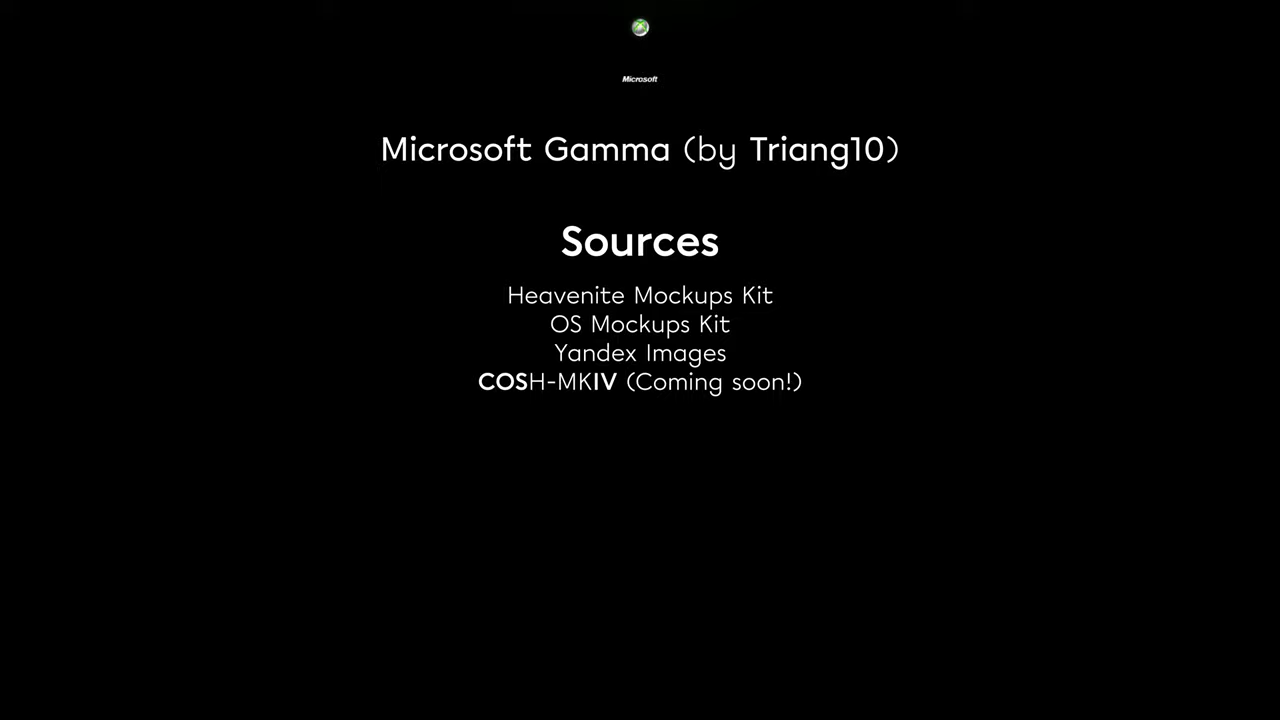 Microsoft
Microsoft Gamma (by Triang10)
Sources
Heavenite Mockups Kit
OS Mockups Kit
Yandex Images
COSH-MKIV (Coming soon!)